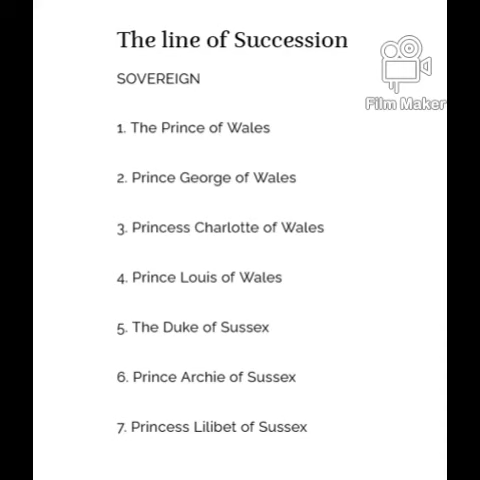 The line of Succession
SOVEREIGN
Film Maker
1. The Prince of Wales
2. Prince George of Wales
3. Princess Charlotte of Wales
4. Prince Louis of Wales
5. The Duke of Sussex
6. Prince Archie of Sussex
7. Princess Lilibet of Sussex